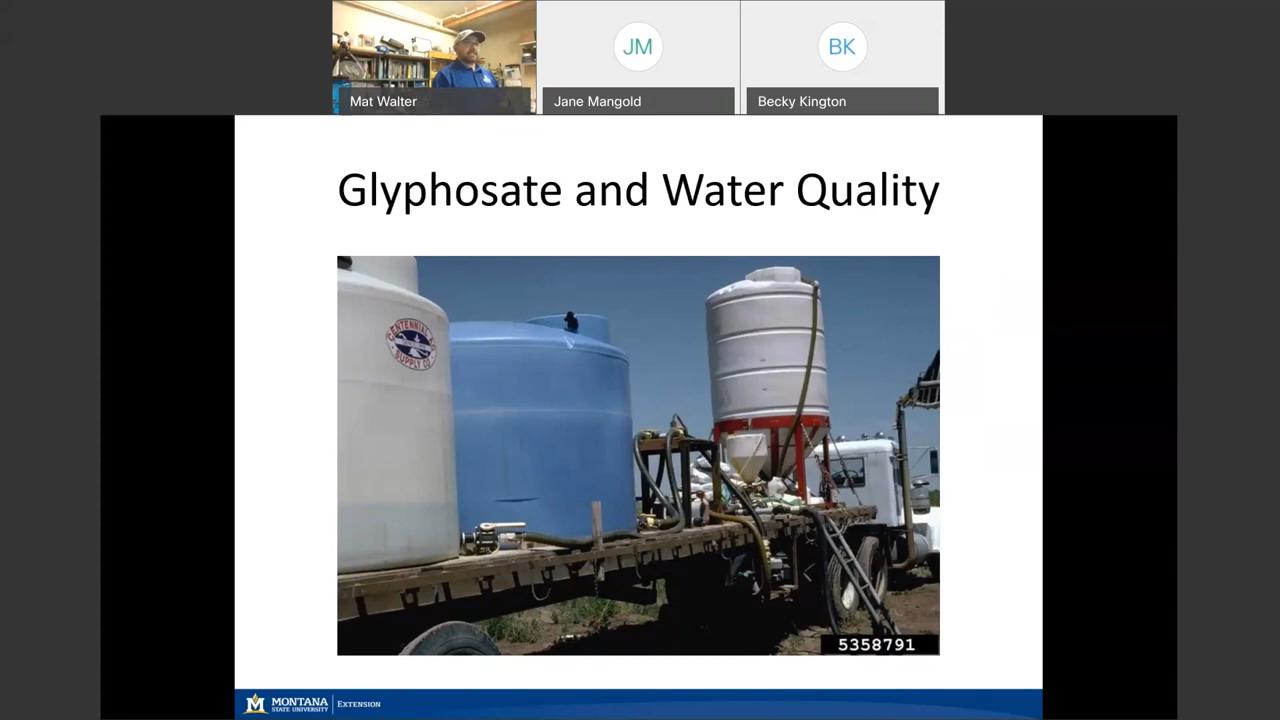 JM
BK
Mat Walter
Jane Mangold
Becky Kington
Glyphosate and Water Quality
CENTENNIAL AG
SUPPLY CO
5358791
M
MONTANA
STATE UNIVERSITY
EXTENSION